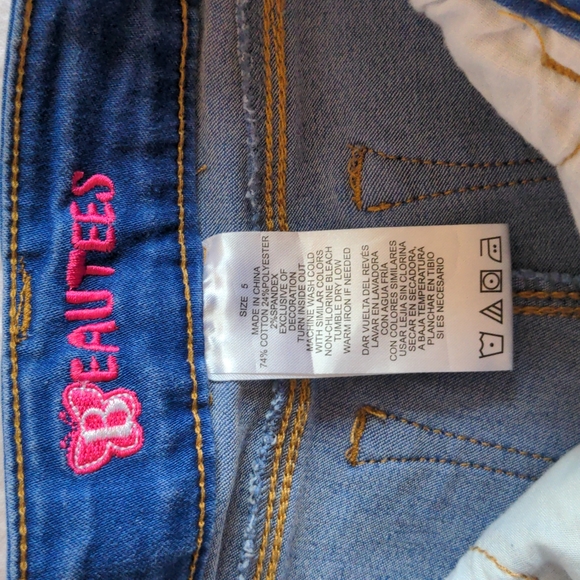 BEAUTEES
SIZE 5
MADE IN CHINA
74% COTTON 24%POLYESTER
2%SPANDEX
EXCLUSIVE OF
DECORATION
TURN INSIDE OUT
MACHINE WASH COLD
WITH SIMILAR COLORS
NON-CHLORINE BLEACH
TUMBLE DRY LOW
WARM IRON IF NEEDED
DAR VUELTA DEL REVÉS
LAVAR EN LAVADORA
CON AGUA FRÍA
CON COLORES SIMILARES
USAR LEJIA SIN CLORINA
SECAR EN SECADORA,
A BAJA TEMPERATURA
PLANCHAR EN TIBIO
SI ES NECESARIO